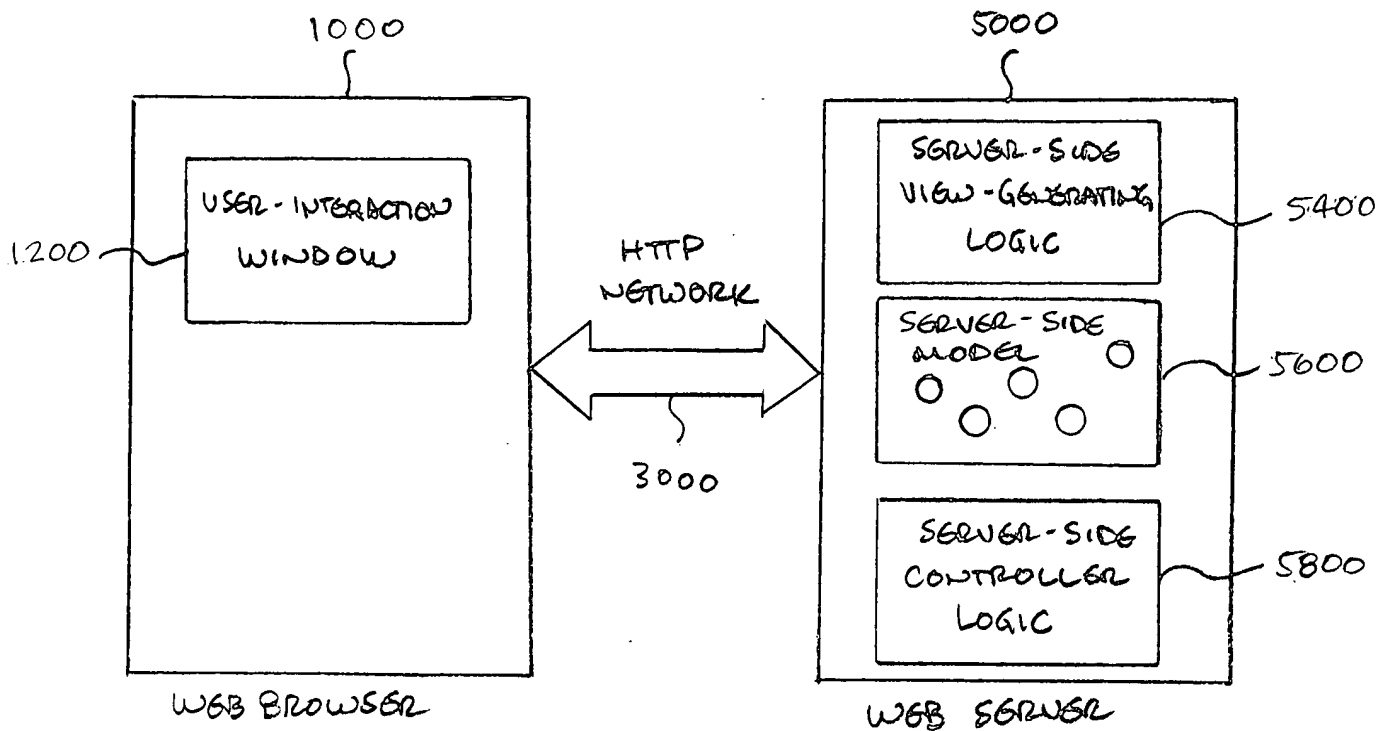 1000
5000
USER-INTERACTION
WINDOW
1200
HTTP
NETWORK
3000
SERVER-SIDE
VIEW-GENERATING
LOGIC
5400
SERVER-SIDE
MODEL
5600
SERVER-SIDE
CONTROLLER
LOGIC
5800
WEB BROWSER
WEB SERVER